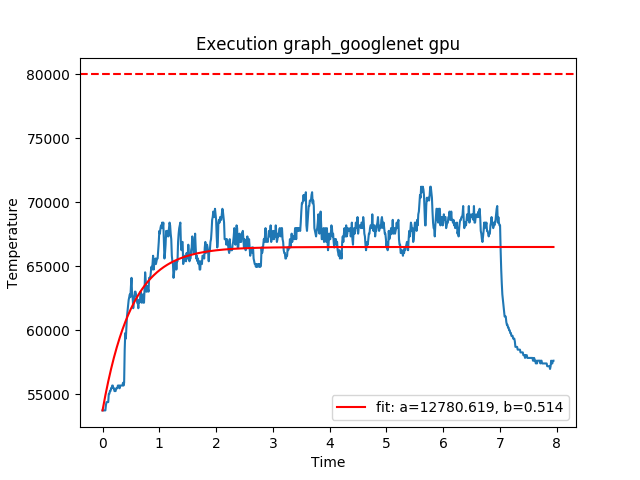 Execution graph_googlenet gpu
80000
75000
70000
65000
60000
55000
Temperature
fit: a=12780.619, b=0.514
0 1 2 3 4 5 6 7 8
Time